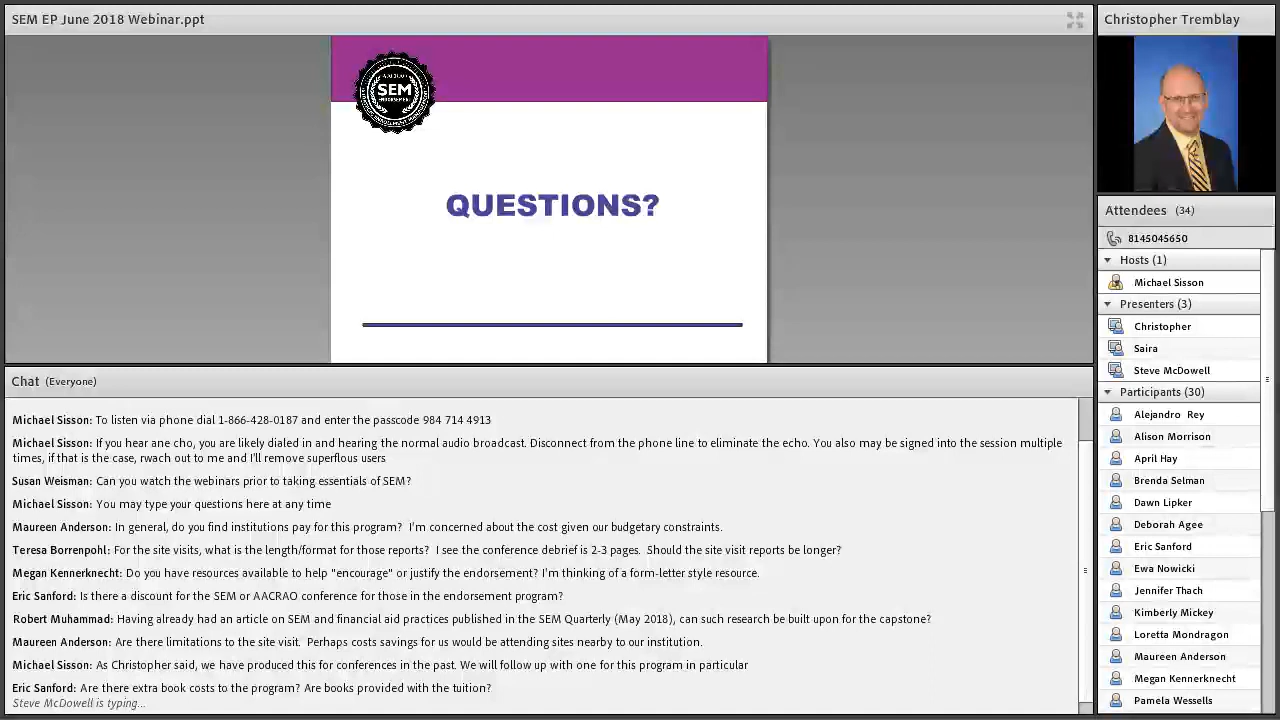 SEM EP June 2018 Webinar.ppt
AACRAO
SEM
ENDORSEMENT
QUESTIONS?
Chat (Everyone)
Michael Sisson: To listen via phone dial 1-866-428-0187 and enter the passcode 984 714 4913
Michael Sisson: If you hear ane cho, you are likely dialed in and hearing the normal audio broadcast. Disconnect from the phone line to eliminate the echo. You also may be signed into the session multiple
times, if that is the case, rwach out to me and I'll remove superflous users
Susan Weisman: Can you watch the webinars prior to taking essentials of SEM?
Michael Sisson: You may type your questions here at any time
Maureen Anderson: In general, do you find institutions pay for this program? I'm concerned about the cost given our budgetary constraints.
Teresa Borrenpohl: For the site visits, what is the length/format for those reports? I see the conference debrief is 2-3 pages. Should the site visit reports be longer?
Megan Kennerknecht: Do you have resources available to help "encourage" or justify the endorsement? I'm thinking of a form-letter style resource.
Eric Sanford: Is there a discount for the SEM or AACRAO conference for those in the endorsement program?
Robert Muhammad: Having already had an article on SEM and financial aid practices published in the SEM Quarterly (May 2018), can such research be built upon for the capstone?
Maureen Anderson: Are there limitations to the site visit. Perhaps costs savings for us would be attending sites nearby to our institution.
Michael Sisson: As Christopher said, we have produced this for conferences in the past. We will follow up with one for this program in particular
Eric Sanford: Are there extra book costs to the program? Are books provided with the tuition?
Steve McDowell is typing...
Christopher Tremblay
Attendees (34)
8145045650
Hosts (1)
Michael Sisson
Presenters (3)
Christopher
Saira
Steve McDowell
Participants (30)
Alejandro Rey
Alison Morrison
April Hay
Brenda Selman
Dawn Lipker
Deborah Agee
Eric Sanford
Ewa Nowicki
Jennifer Thach
Kimberly Mickey
Loretta Mondragon
Maureen Anderson
Megan Kennerknecht
Pamela Wessells